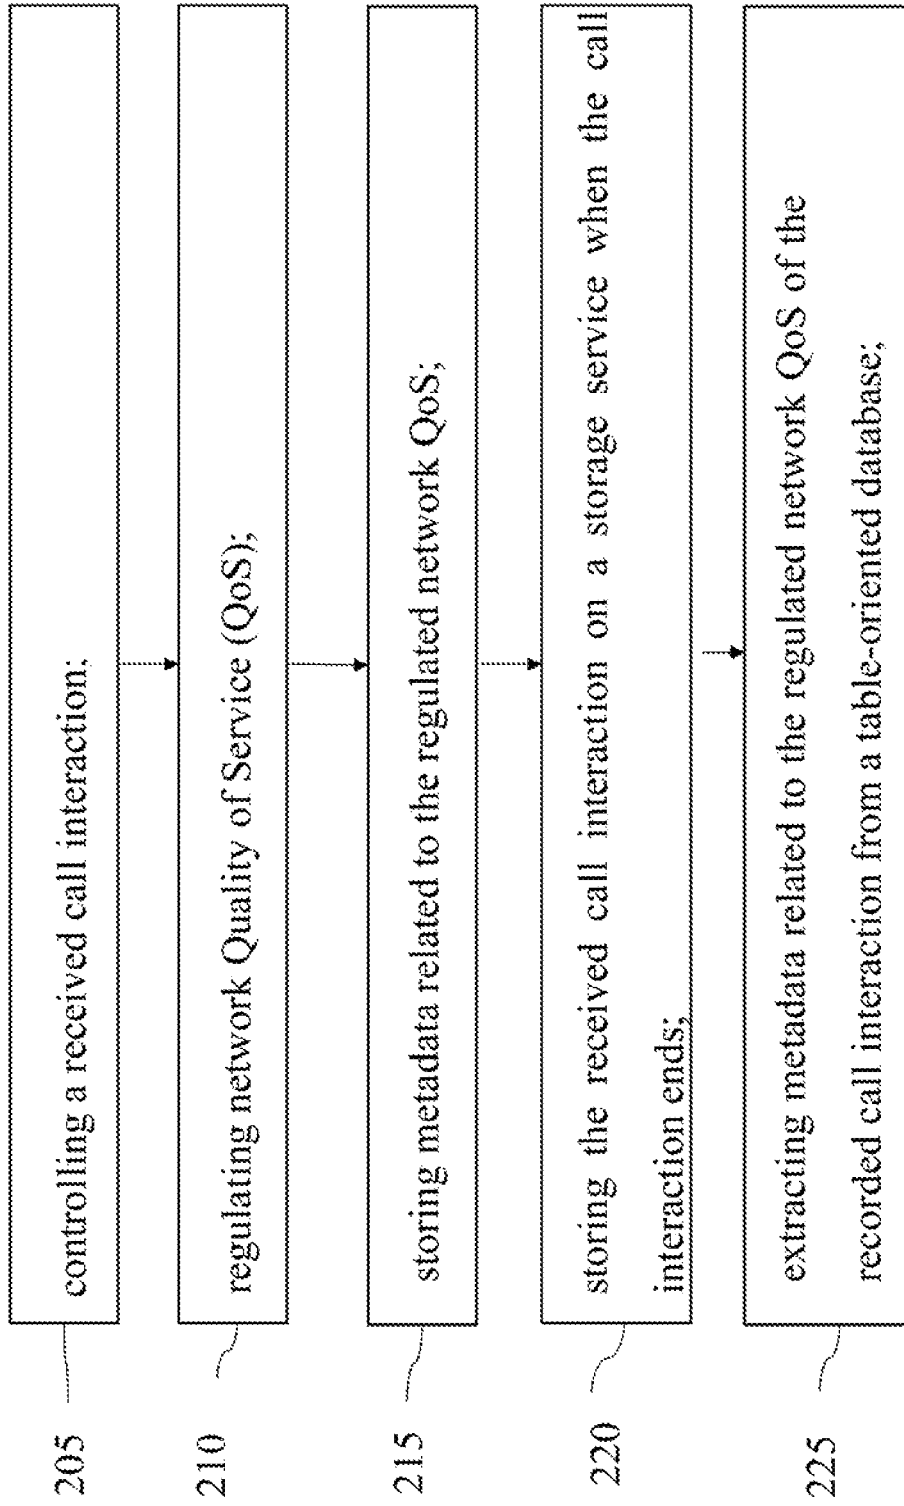 205
controlling a received call interaction;
210
regulating network Quality of Service (QoS);
215
storing metadata related to the regulated network QoS;
220
storing the received call interaction on a storage service when the call
interaction ends;
225
extracting metadata related to the regulated network QoS of the
recorded call interaction from a table-oriented database;